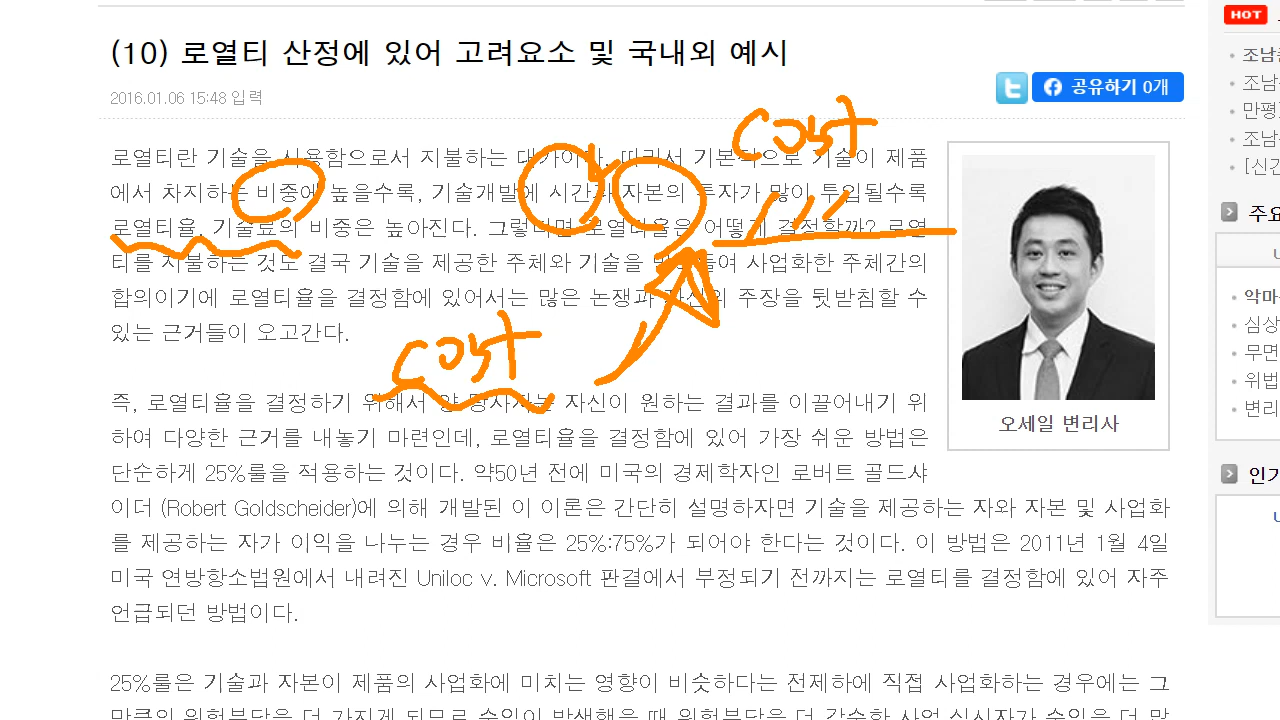 (10) 로열티 산정에 있어 고려요소 및 국내외 예시
2016.01.06 15:48 입력
공유하기 0개
HOT
cost
로열티란 기술을 사용함으로서 지불하는 대가이다. 따라서 기본적으로 기술이 제품
에서 차지하는 비중에 높을수록, 기술개발에 시간과 자본의 투자가 많이 투입될수록
로열티율, 기술료의 비중은 높아진다. 그렇다면 로열티율은 어떻게 결정할까? 로열
티를 지불하는 것도 결국 기술을 제공한 주체와 기술을 사업화한 주체간의
합의이기에 로열티율을 결정함에 있어서는 많은 논쟁과 자신의 주장을 뒷받침할 수
있는 근거들이 오고간다.
cost
즉, 로열티율을 결정하기 위해서 양 당사자는 자신이 원하는 결과를 이끌어내기 위
하여 다양한 근거를 내놓기 마련인데, 로열티율을 결정함에 있어 가장 쉬운 방법은
단순하게 25%룰을 적용하는 것이다. 약50년 전에 미국의 경제학자인 로버트 골드샤
이더 (Robert Goldscheider)에 의해 개발된 이 이론은 간단히 설명하자면 기술을 제공하는 자와 자본 및 사업화
를 제공하는 자가 이익을 나누는 경우 비율은 25%:75%가 되어야 한다는 것이다. 이 방법은 2011년 1월 4일
미국 연방항소법원에서 내려진 Uniloc v. Microsoft 판결에서 부정되기 전까지는 로열티를 결정함에 있어 자주
언급되던 방법이다.
25%룰은 기술과 자본이 제품의 사업화에 미치는 영향이 비슷하다는 전제하에 직접 사업화하는 경우에는 그
오세일 변리사
조남
조남
만평
조남
[신간
주요
악마
심상
무면
위법
변리
인기